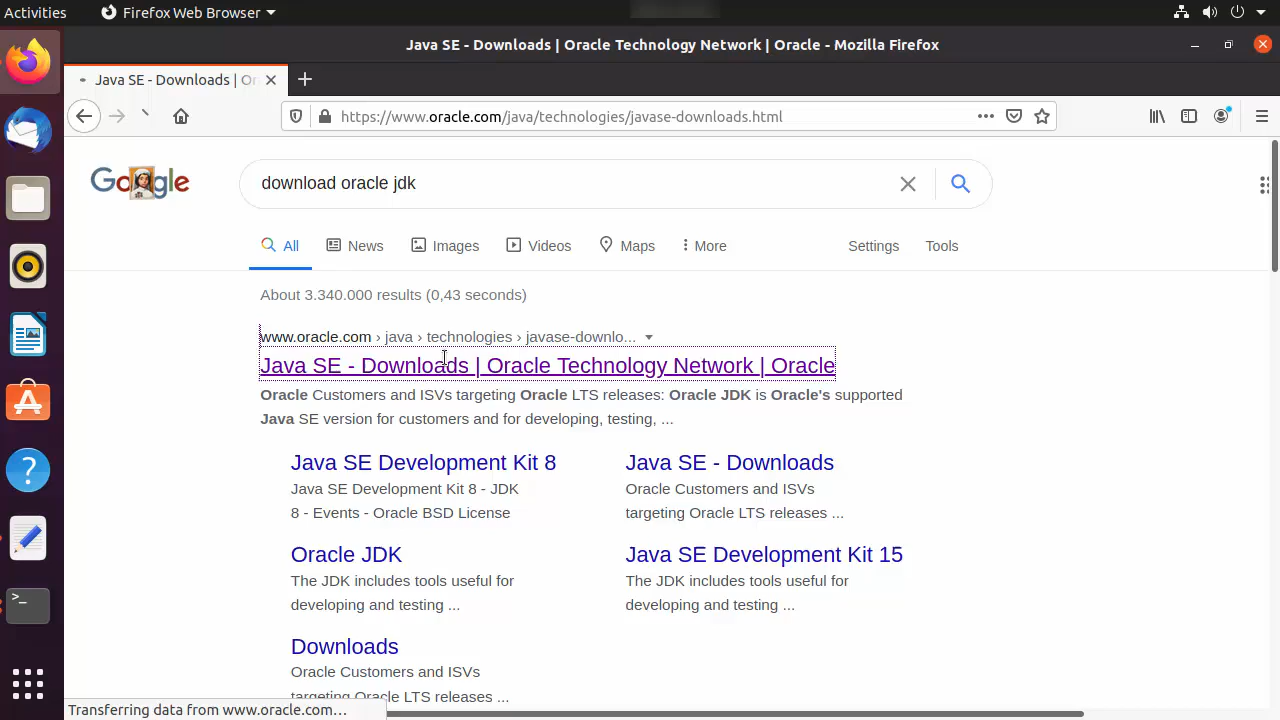 Activities
Firefox Web Browser
Java SE - Downloads | Oracle Technology Network | Oracle - Mozilla Firefox
Java SE - Downloads | Or
https://www.oracle.com/java/technologies/javase-downloads.html
Google
download oracle jdk
All
News
Images
Videos
Maps
More
Settings
Tools
About 3.340.000 results (0,43 seconds)
www.oracle.com › java › technologies › javase-downlo...
Java SE - Downloads | Oracle Technology Network | Oracle
Oracle Customers and ISVs targeting Oracle LTS releases: Oracle JDK is Oracle's supported
Java SE version for customers and for developing, testing, ...
Java SE Development Kit 8
Java SE Development Kit 8 - JDK
8 - Events - Oracle BSD License
Java SE - Downloads
Oracle Customers and ISVs
targeting Oracle LTS releases ...
Oracle JDK
The JDK includes tools useful for
developing and testing ...
Java SE Development Kit 15
The JDK includes tools useful for
developing and testing ...
Downloads
Oracle Customers and ISVs
targeting Oracle LTS releases ...
Transferring data from www.oracle.com…